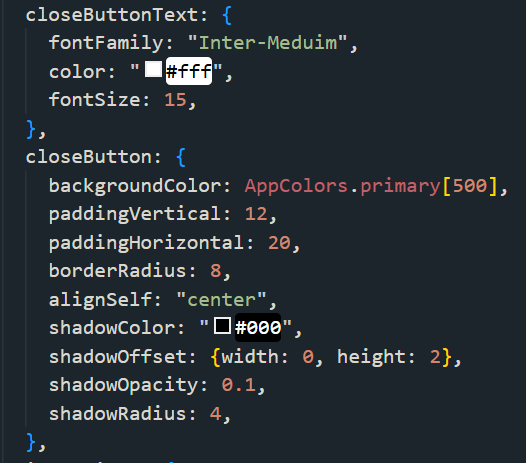 closeButtonText: {
fontFamily: "Inter-Meduim",
color: "#fff",
fontSize: 15,
},
closeButton: {
backgroundColor: AppColors.primary[500],
paddingVertical: 12,
paddingHorizontal: 20,
borderRadius: 8,
alignSelf: "center",
shadowColor: "#000",
shadowOffset: {width: 0, height: 2},
shadowOpacity: 0.1,
shadowRadius: 4,
},